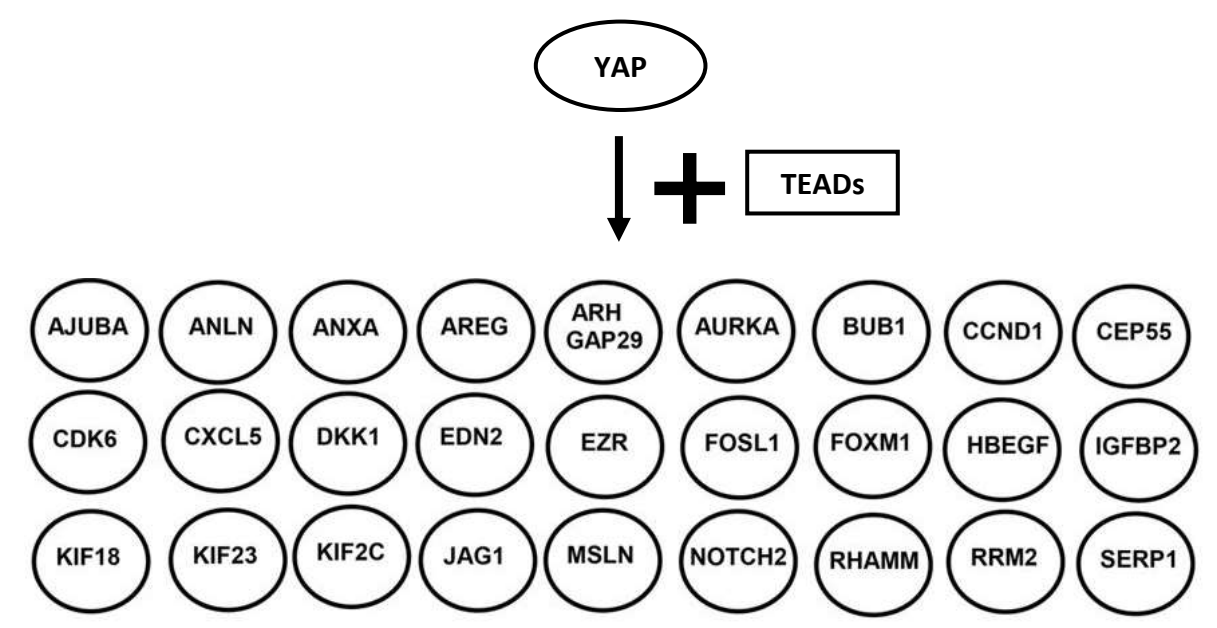 YAP
TEADs
AJUBA ANLN ANXA AREG ARH GAP29 AURKA BUB1 CCND1 CEP55
CDK6 CXCL5 DKK1 EDN2 EZR FOSL1 FOXM1 HBEGF IGFBP2
KIF18 KIF23 KIF2C JAG1 MSLN NOTCH2 RHAMM RRM2 SERP1